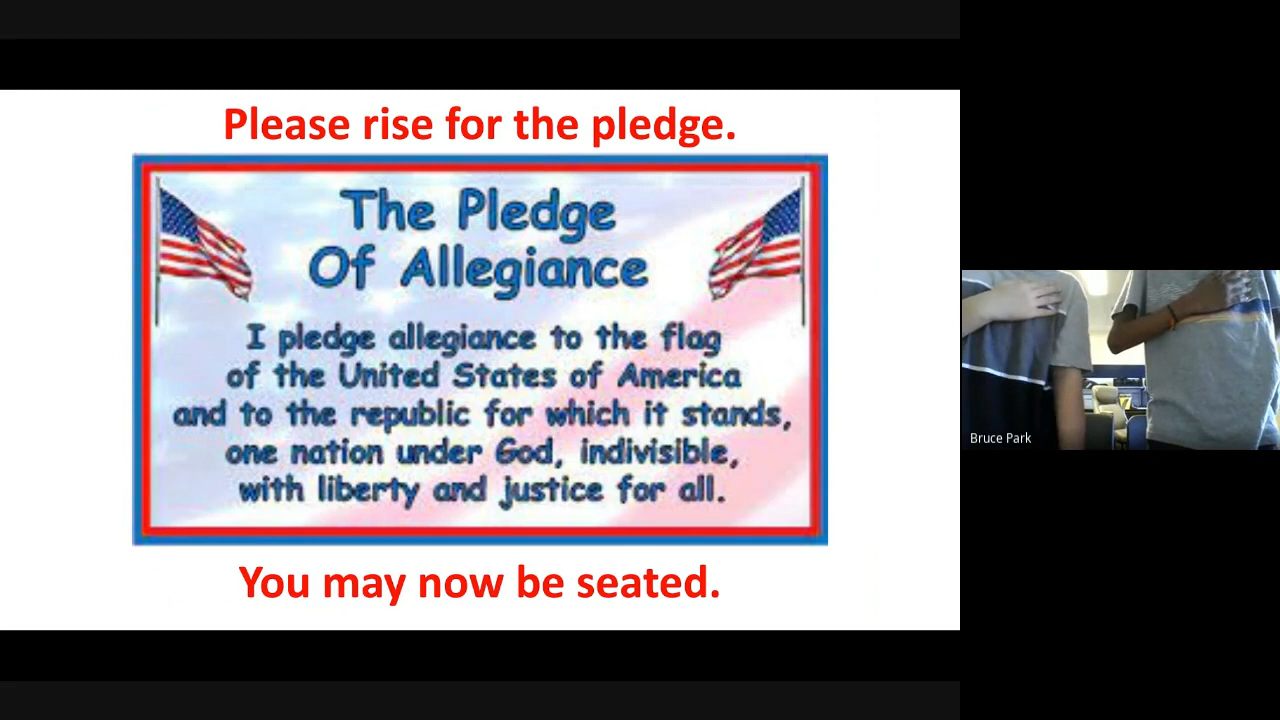 Please rise for the pledge.
The Pledge
Of Allegiance
I pledge allegiance to the flag
of the United States of America
and to the republic for which it stands,
one nation under God, indivisible,
with liberty and justice for all.
You may now be seated.
Bruce Park